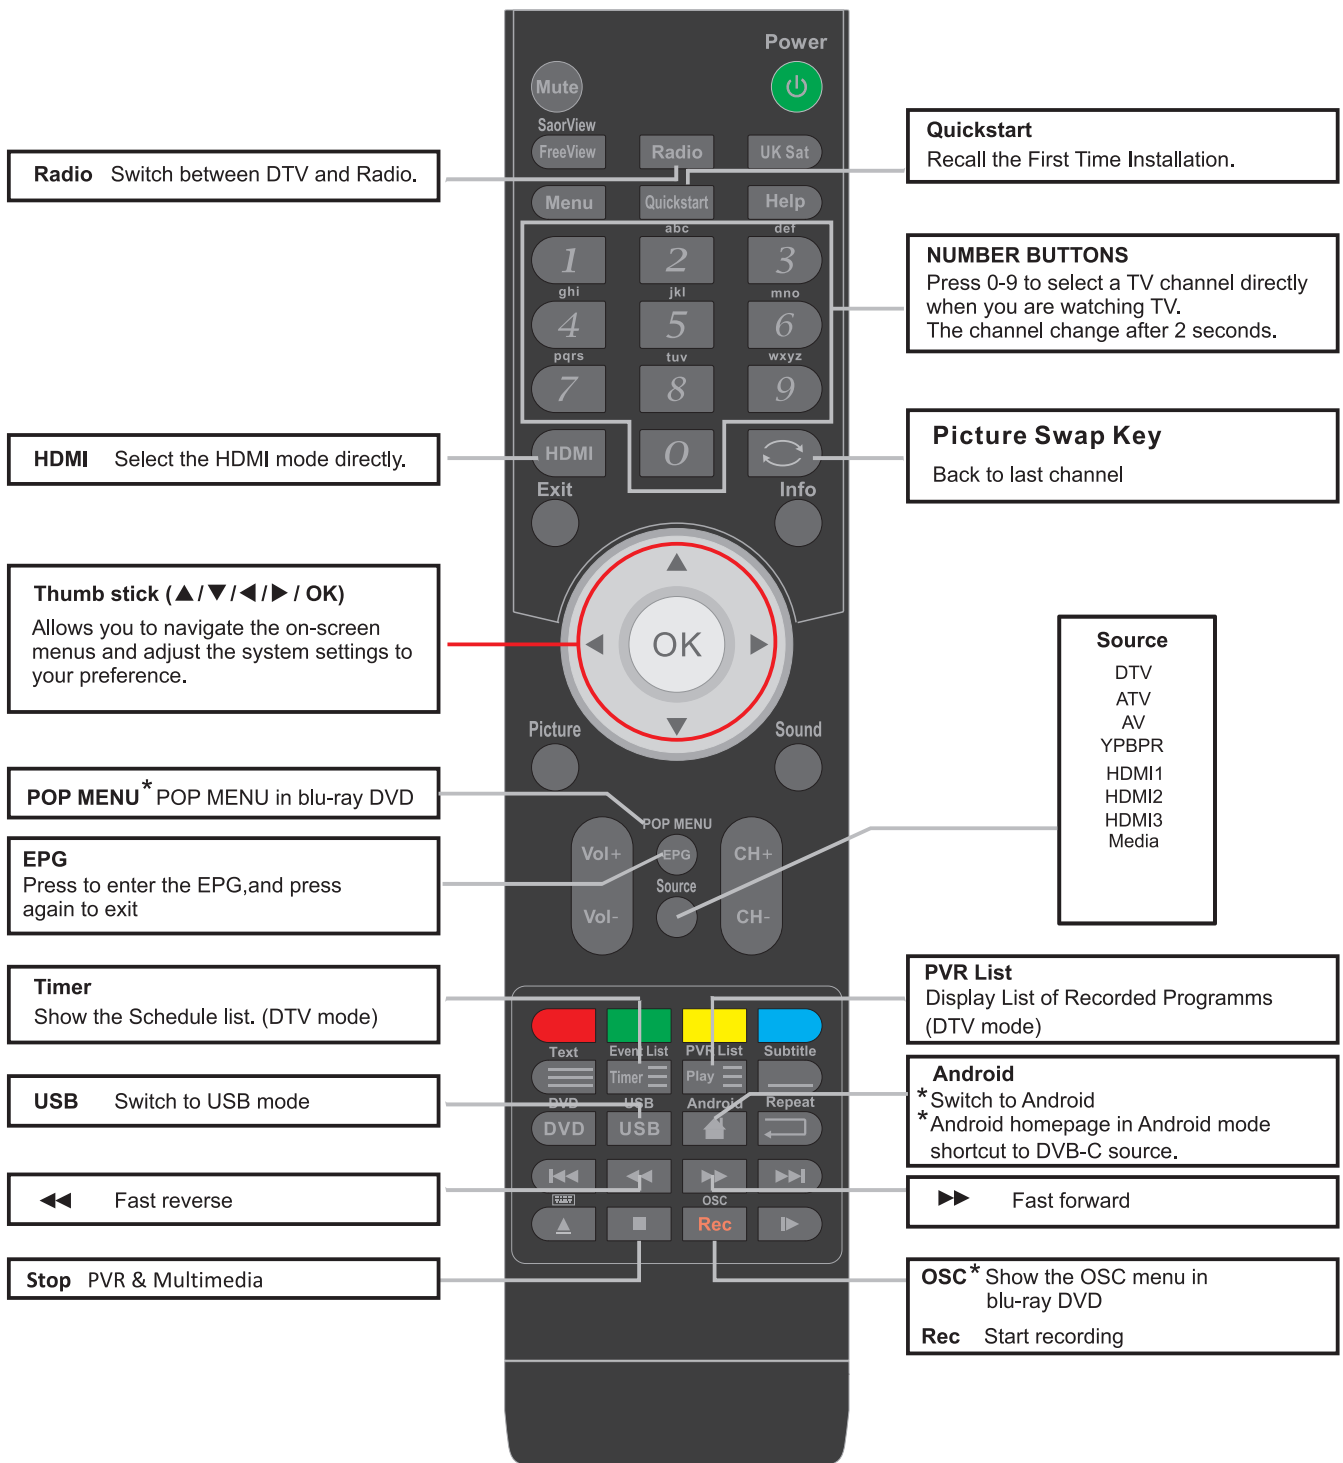 Power
Mute
SaorView
FreeView Radio UK Sat
Menu Quickstart Help
abc def
1 2 3
ghi jkl mno
4 5 6
pqrs tuv wxyz
7 8 9
HDMI 0
Exit Info
OK
Picture Sound
POP MENU
Vol+ EPG CH+
Source
Vol- CH-
Text Event List PVR List Subtitle
Timer Play
DVD USB Android Repeat
DVD USB
OSC
Rec
Radio Switch between DTV and Radio.
HDMI Select the HDMI mode directly.
Thumb stick (▲/▼/◀/▶ / OK)
Allows you to navigate the on-screen
menus and adjust the system settings to
your preference.
POP MENU* POP MENU in blu-ray DVD
EPG
Press to enter the EPG,and press
again to exit
Timer
Show the Schedule list. (DTV mode)
USB Switch to USB mode
◀◀ Fast reverse
Stop PVR & Multimedia
Quickstart
Recall the First Time Installation.
NUMBER BUTTONS
Press 0-9 to select a TV channel directly
when you are watching TV.
The channel change after 2 seconds.
Picture Swap Key
Back to last channel
Source
DTV
ATV
AV
YPBPR
HDMI1
HDMI2
HDMI3
Media
PVR List
Display List of Recorded Programms
(DTV mode)
Android
*Switch to Android
*Android homepage in Android mode
shortcut to DVB-C source.
▶▶ Fast forward
OSC* Show the OSC menu in
blu-ray DVD
Rec Start recording